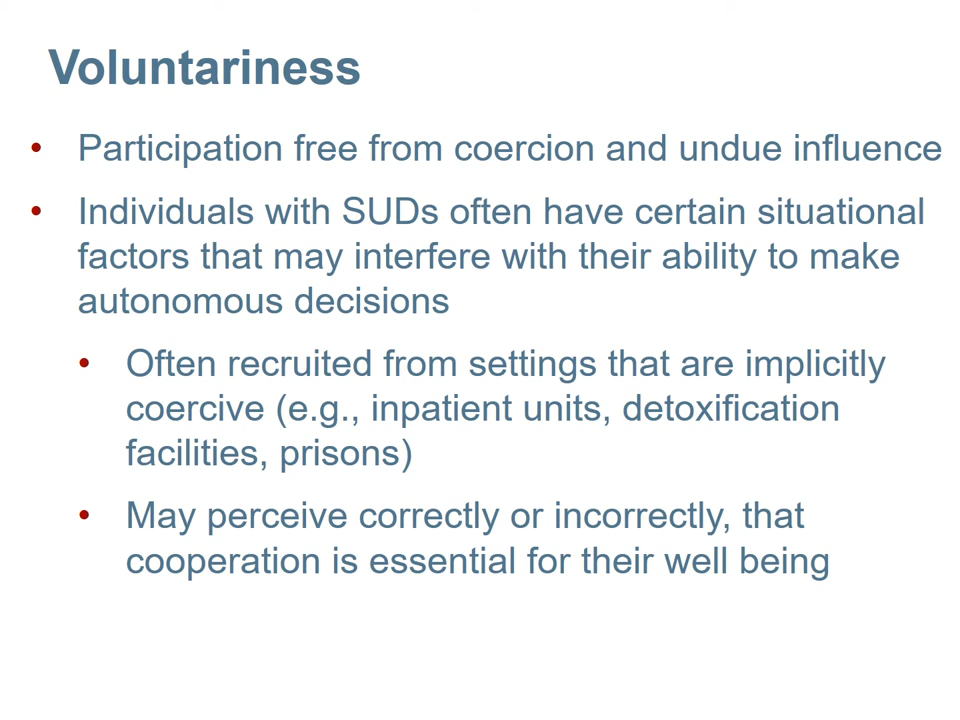 Voluntariness
• Participation free from coercion and undue influence
• Individuals with SUDs often have certain situational
factors that may interfere with their ability to make
autonomous decisions
• Often recruited from settings that are implicitly
coercive (e.g., inpatient units, detoxification
facilities, prisons)
• May perceive correctly or incorrectly, that
cooperation is essential for their well being